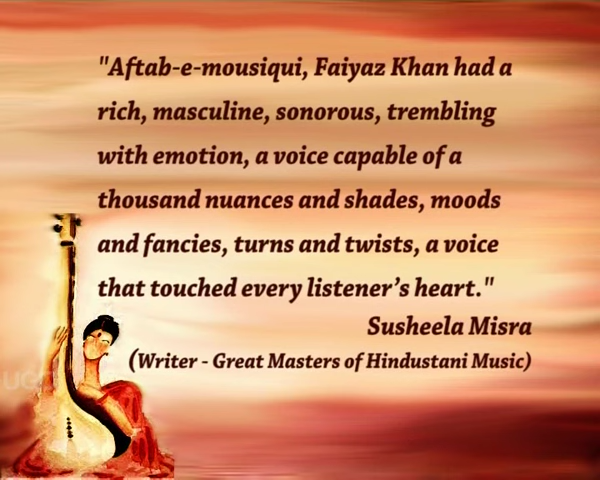 "Aftab-e-mousiqui, Faiyaz Khan had a
rich, masculine, sonorous, trembling
with emotion, a voice capable of a
thousand nuances and shades, moods
and fancies, turns and twists, a voice
that touched every listener’s heart."
Susheela Misra
(Writer - Great Masters of Hindustani Music)